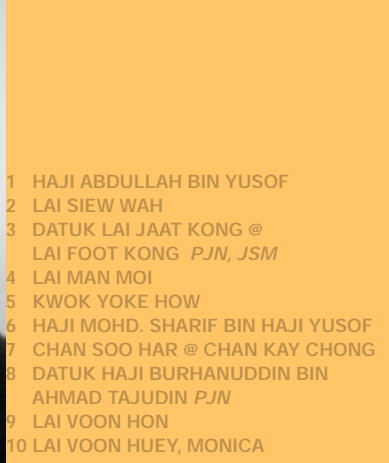 1 HAJI ABDULLAH BIN YUSOF
2 LAI SIEW WAH
3 DATUK LAI JAAT KONG @
LAI FOOT KONG PJN, JSM
4 LAI MAN MOI
5 KWOK YOKE HOW
6 HAJI MOHD. SHARIF BIN HAJI YUSOF
7 CHAN SOO HAR @ CHAN KAY CHONG
8 DATUK HAJI BURHANUDDIN BIN
AHMAD TAJUDIN PJN
9 LAI VOON HON
10 LAI VOON HUEY, MONICA